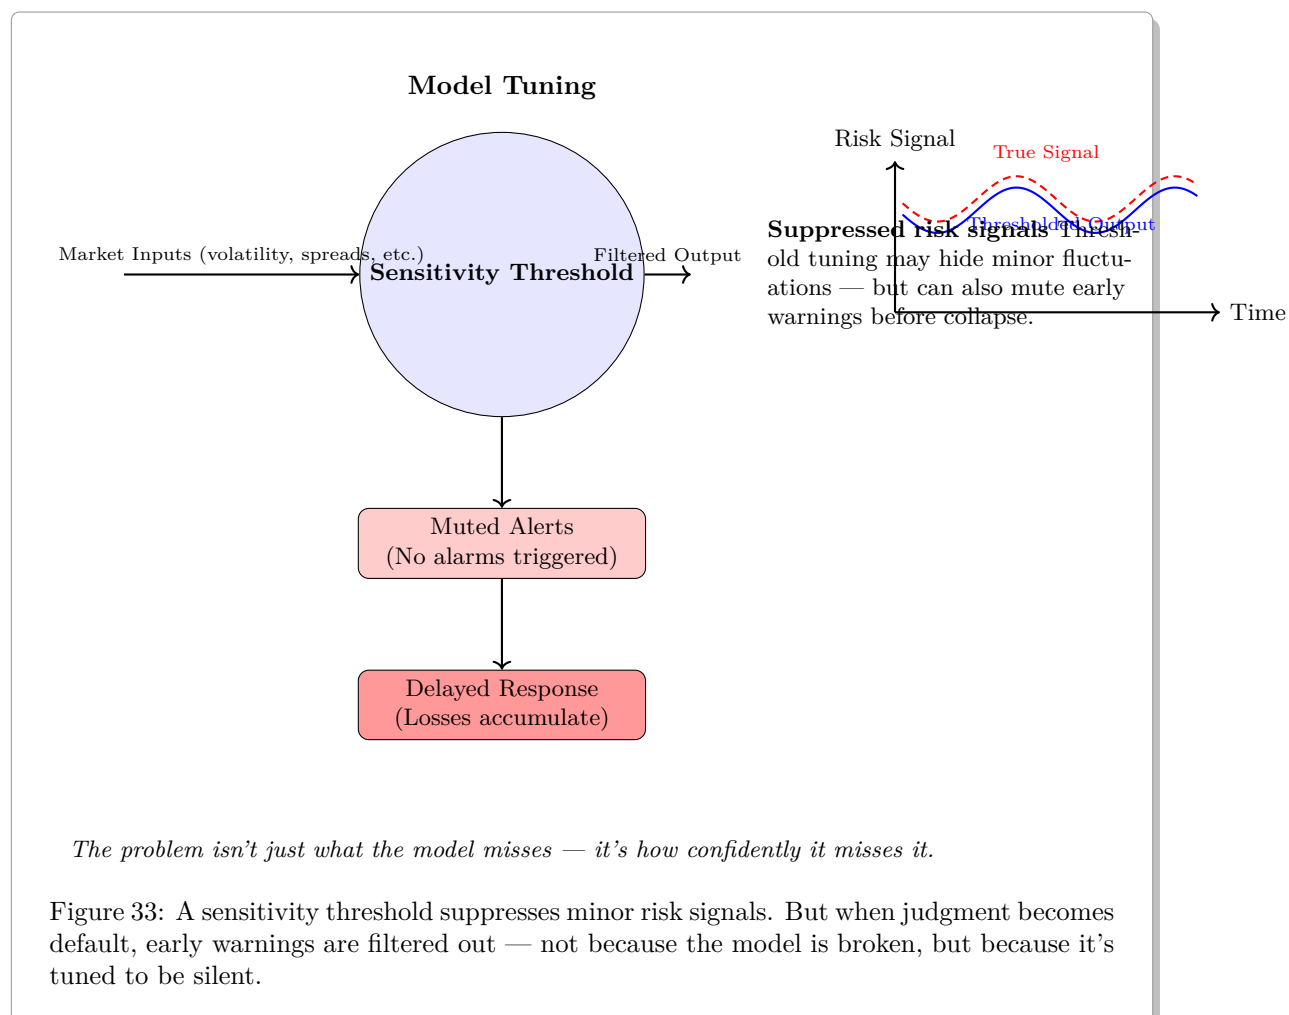 Model Tuning
Risk Signal
True Signal
Thresholded Output
Market Inputs (volatility, spreads, etc.)
Sensitivity Threshold
Filtered Output
Suppressed risk signals Thresh-
old tuning may hide minor fluctu-
ations — but can also mute early
warnings before collapse.
Time
Muted Alerts
(No alarms triggered)
Delayed Response
(Losses accumulate)
The problem isn't just what the model misses — it's how confidently it misses it.
Figure 33: A sensitivity threshold suppresses minor risk signals. But when judgment becomes
default, early warnings are filtered out — not because the model is broken, but because it's
tuned to be silent.